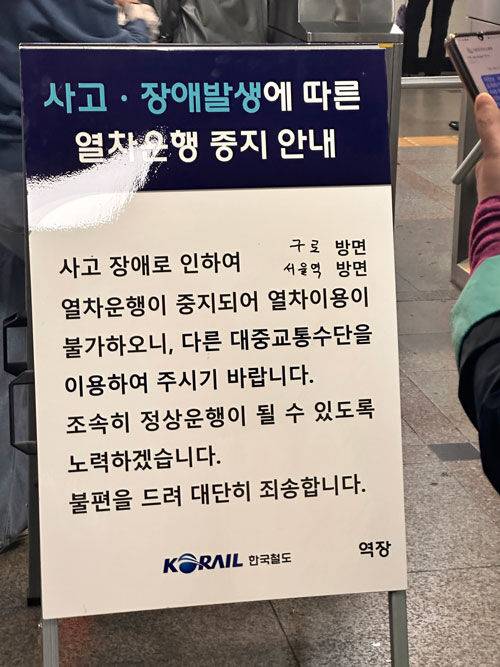 사고 · 장애발생에 따른
열차운행 중지 안내
사고 장애로 인하여 구로 방면
서울역 방면
열차운행이 중지되어 열차이용이
불가하오니, 다른 대중교통수단을
이용하여 주시기 바랍니다.
조속히 정상운행이 될 수 있도록
노력하겠습니다.
불편을 드려 대단히 죄송합니다.
KORAIL 한국철도
역장